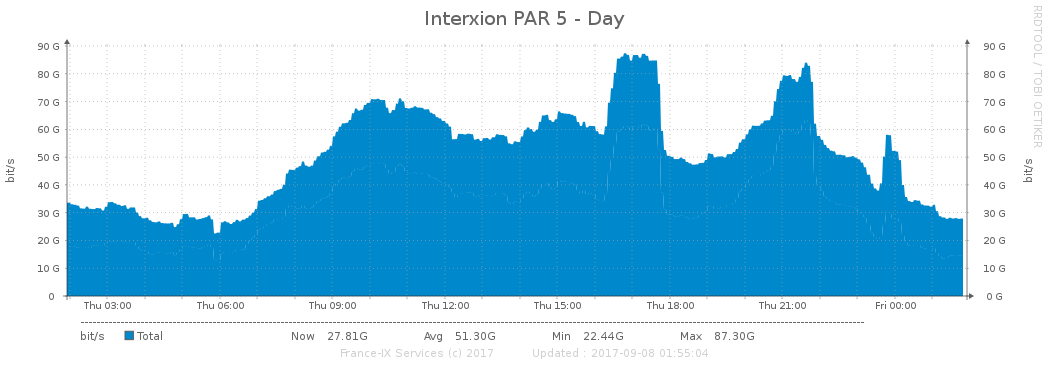 Interxion PAR 5 - Day
RRDTOOL / TOBI OETIKER
bit/s
90 G
80 G
70 G
60 G
50 G
40 G
30 G
20 G
10 G
0
90 G
80 G
70 G
60 G
50 G
40 G
30 G
20 G
10 G
0 G
bit/s
Thu 03:00 Thu 06:00 Thu 09:00 Thu 12:00 Thu 15:00 Thu 18:00 Thu 21:00 Fri 00:00
bit/s Total Now 27.81G Avg 51.30G Min 22.44G Max 87.30G
France-IX Services (c) 2017 Updated : 2017-09-08 01:55:04